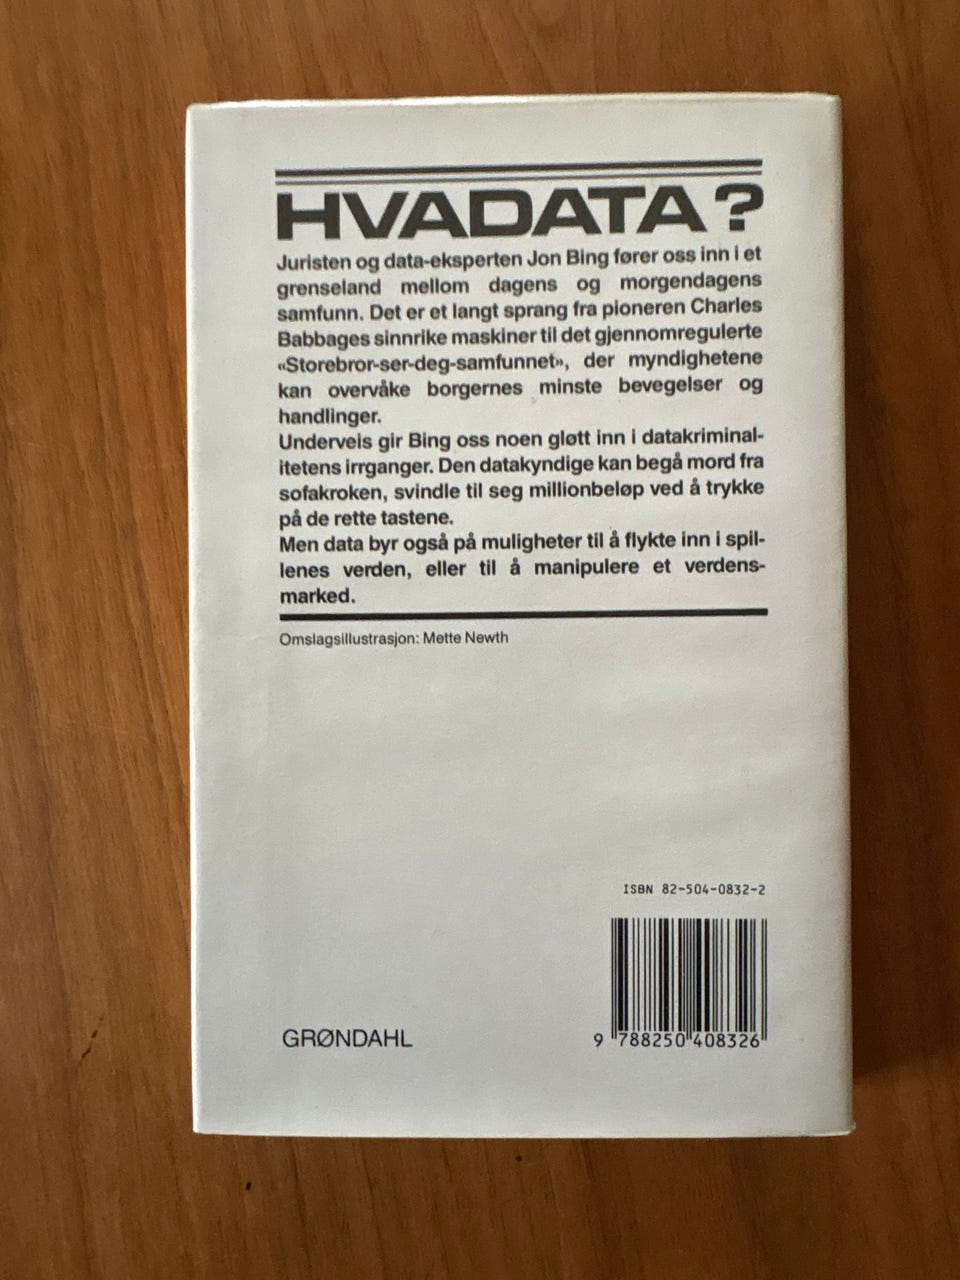 HVADATA?
Juristen og data-eksperten Jon Bing fører oss inn i et
grenseland mellom dagens og morgendagens
samfunn. Det er et langt sprang fra pioneren Charles
Babbages sinnrike maskiner til det gjennomregulerte
«Storebror-ser-deg-samfunnet», der myndighetene
kan overvåke borgernes minste bevegelser og
handlinger.
Underveis gir Bing oss noen gløtt inn i datakriminal-
itetens irrganger. Den datakyndige kan begå mord fra
sofakroken, svindle til seg millionbeløp ved å trykke
på de rette tastene.
Men data byr også på muligheter til å flykte inn i spil-
lenes verden, eller til å manipulere et verdens-
marked.
Omslagsillustrasjon: Mette Newth
ISBN 82-504-0832-2
9 788250 408326
GRØNDAHL